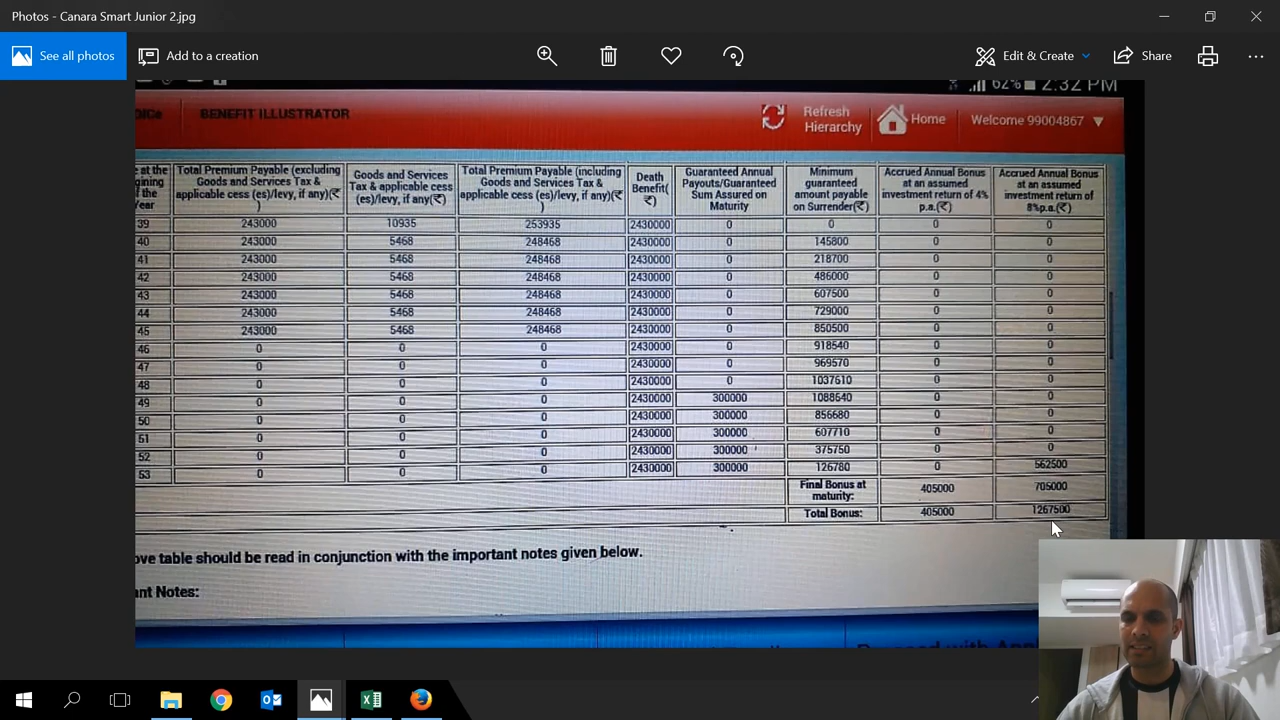 Photos - Canara Smart Junior 2.jpg
See all photos
Add to a creation
Edit & Create
Share
62% 2:32 PM
BENEFIT ILLUSTRATOR
Refresh Hierarchy
Home
Welcome 99004867
at the
Year
Total Premium Payable (excluding
Goods and Services Tax &
applicable cess (es)/levy, if any)(₹
)
Goods and Services
Tax & applicable cess
(es)/levy, if any(₹)
Total Premium Payable (including
Goods and Services Tax &
applicable cess (es)/levy, if any)(₹
)
Death
Benefit(
₹)
Guaranteed Annual
Payouts/Guaranteed
Sum Assured on
Maturity
Minimum
guaranteed
amount payable
on Surrender(₹)
Accrued Annual Bonus
at an assumed
investment return of 4%
p.a.(₹)
Accrued Annual Bonus
at an assumed
investment return of
8%p.a.(₹)
39 243000 10935 253935 2430000 0 0 0 0
40 243000 5468 248468 2430000 0 145800 0 0
41 243000 5468 248468 2430000 0 218700 0 0
42 243000 5468 248468 2430000 0 486000 0 0
43 243000 5468 248468 2430000 0 607500 0 0
44 243000 5468 248468 2430000 0 729000 0 0
45 243000 5468 248468 2430000 0 850500 0 0
46 0 0 0 2430000 0 918540 0 0
47 0 0 0 2430000 0 969570 0 0
48 0 0 0 2430000 0 1037610 0 0
49 0 0 0 2430000 300000 1088640 0 0
50 0 0 0 2430000 300000 856680 0 0
51 0 0 0 2430000 300000 607710 0 0
52 0 0 0 2430000 300000 375750 0 0
53 0 0 0 2430000 300000 126780 0 562500
Final Bonus at
maturity: 405000 705000
Total Bonus: 405000 1267500
ove table should be read in conjunction with the important notes given below.
ant Notes: